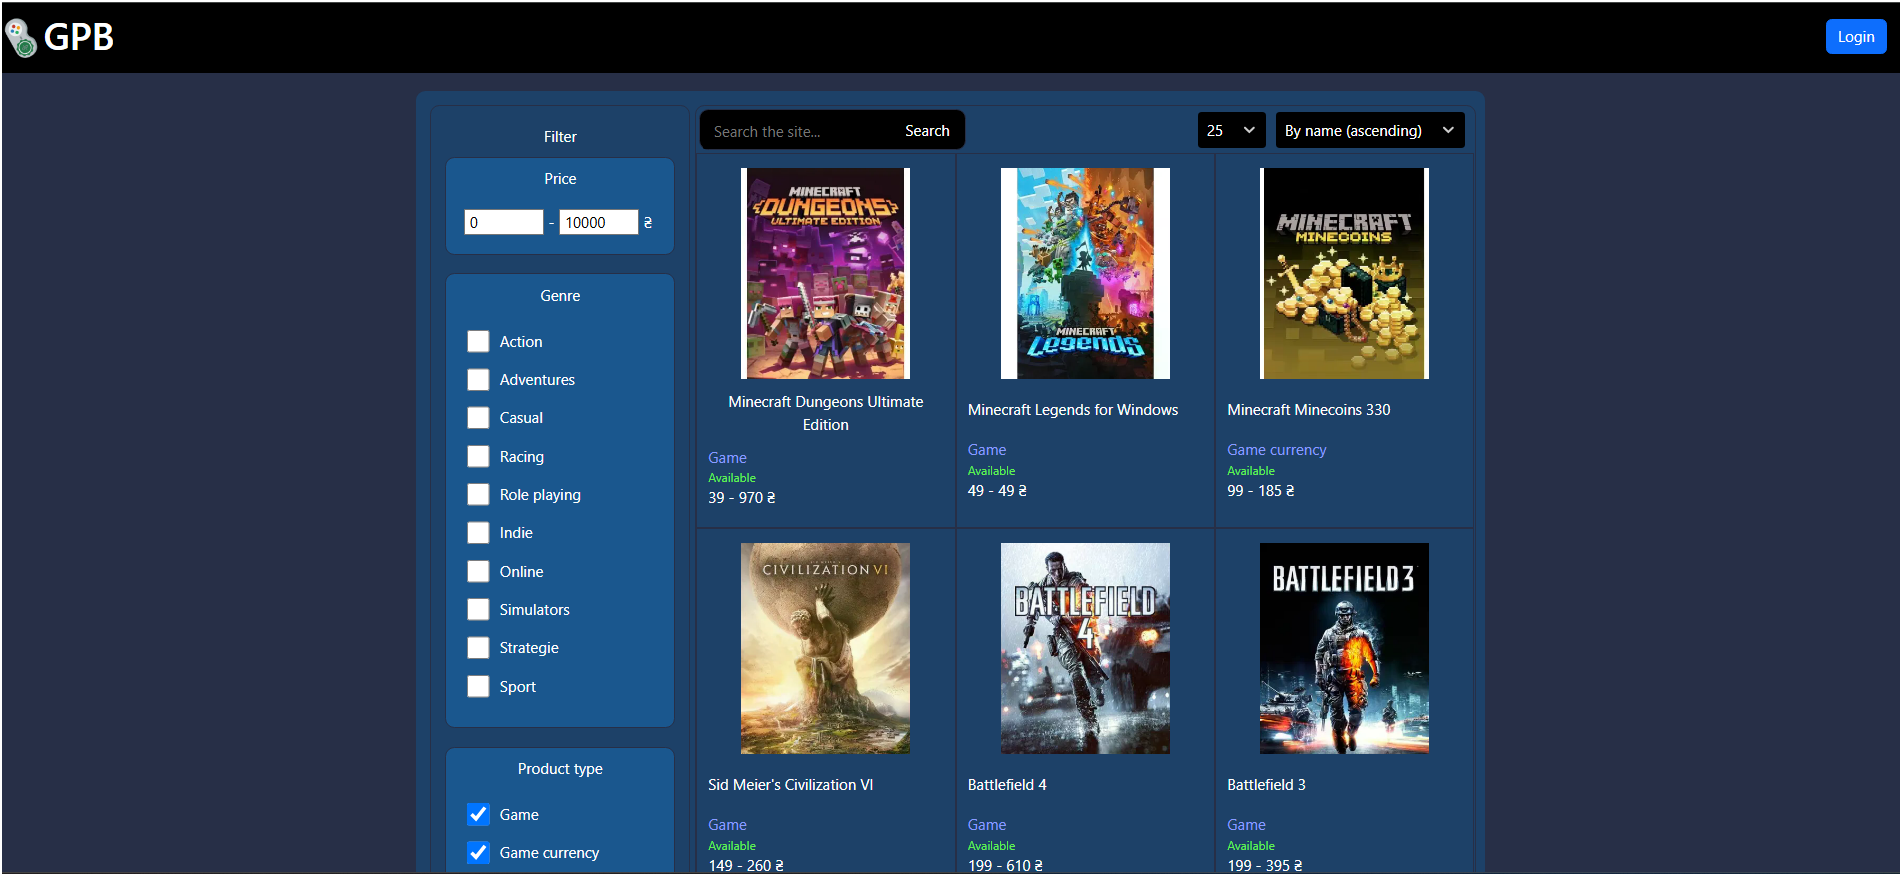 GPB
Login
Filter
Price
0 - 10000 ₴
Genre
Action
Adventures
Casual
Racing
Role playing
Indie
Online
Simulators
Strategie
Sport
Product type
Game
Game currency
Search the site... Search
25
By name (ascending)
MINECRAFT
DUNGEONS
ULTIMATE EDITION
Minecraft Dungeons Ultimate
Edition
Game
Available
39 - 970 ₴
MINECRAFT
Legends
Minecraft Legends for Windows
Game
Available
49 - 49 ₴
MINECRAFT
MINECOINS
Minecraft Minecoins 330
Game currency
Available
99 - 185 ₴
CIVILIZATION VI
Sid Meier's Civilization VI
Game
Available
149 - 260 ₴
BATTLEFIELD
4
Battlefield 4
Game
Available
199 - 610 ₴
BATTLEFIELD 3
Battlefield 3
Game
Available
199 - 395 ₴